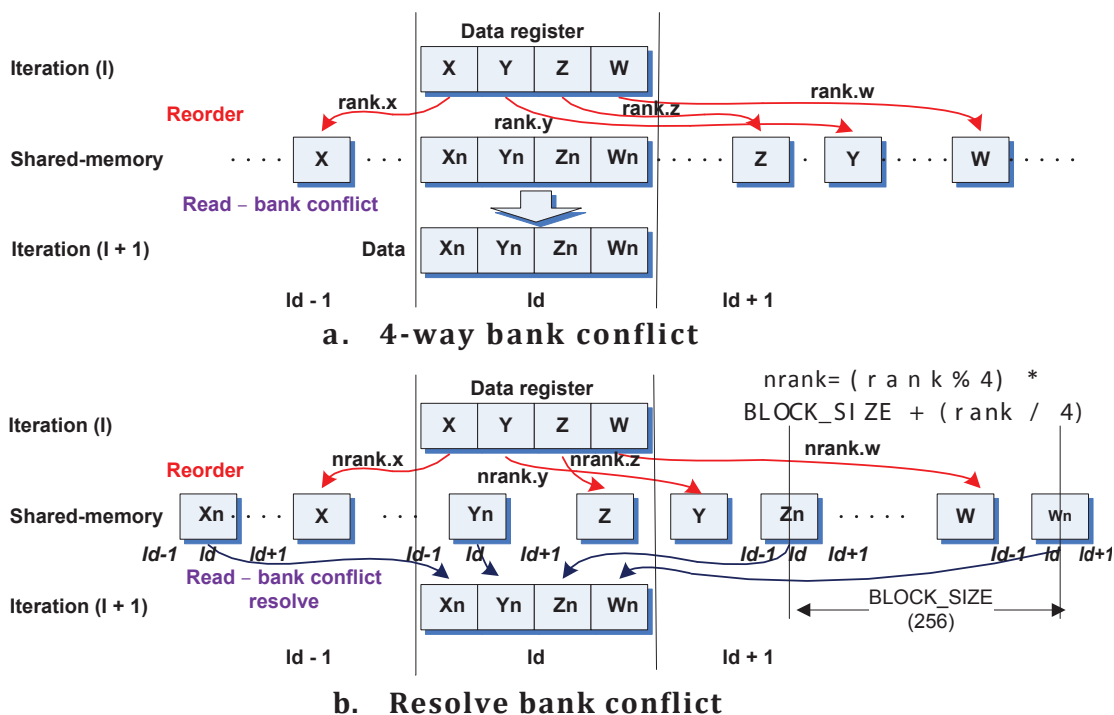 Data register
Iteration (I) X Y Z W
rank.x rank.y rank.z rank.w
Reorder
Shared-memory X Xn Yn Zn Wn Z Y W
Read – bank conflict
Iteration (I + 1) Data Xn Yn Zn Wn
Id - 1 Id Id + 1
a. 4-way bank conflict
nrank=(rank%4) *
BLOCK_SIZE + (rank / 4)
Data register
Iteration (I) X Y Z W
nrank.x nrank.y nrank.z nrank.w
Reorder
Shared-memory Xn X Yn Z Y Zn W Wn
Id-1 Id Id+1 Id-1 Id Id+1 Id-1 Id Id+1 Id-1 Id Id+1
Read – bank conflict
resolve
Iteration (I + 1) Xn Yn Zn Wn
BLOCK_SIZE
(256)
Id - 1 Id Id + 1
b. Resolve bank conflict